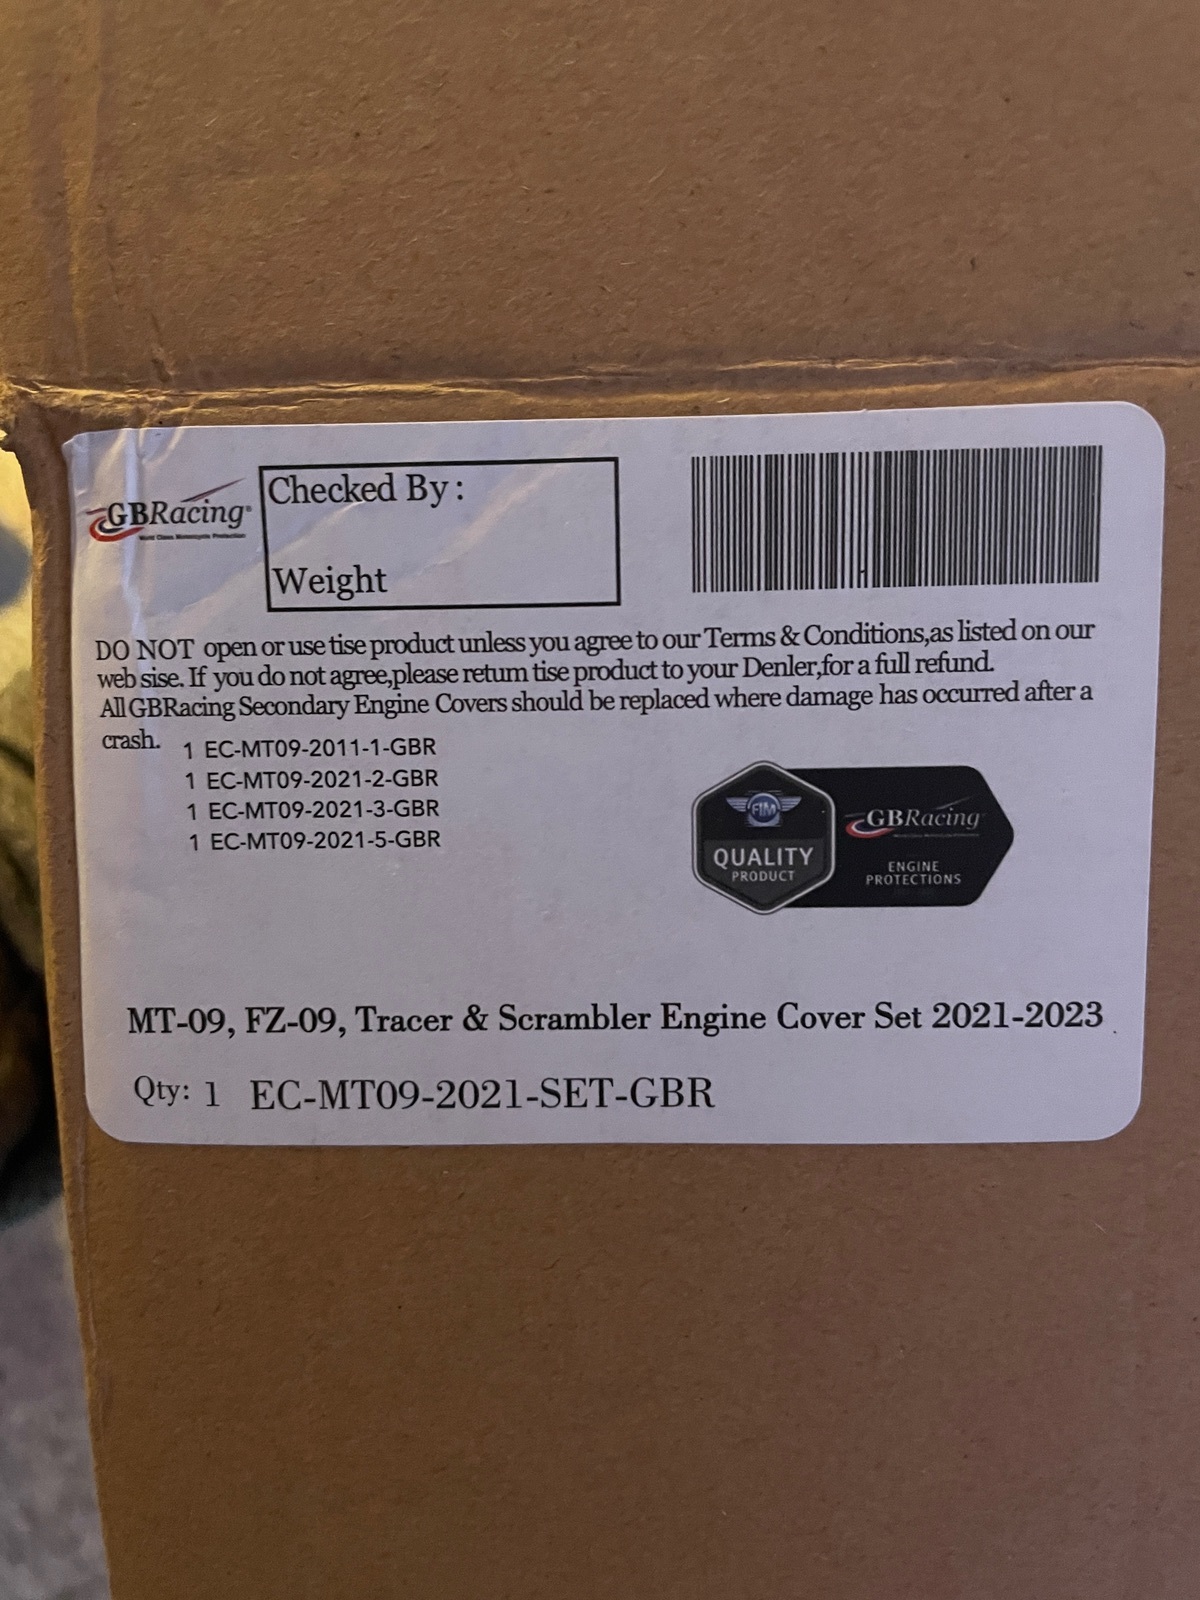 GBRacing®
World Class Motorcycle Protection
Checked By:
Weight
DO NOT open or use tise product unless you agree to our Terms & Conditions,as listed on our
web sise. If you do not agree,please retum tise product to your Denler,for a full refund.
All GBRacing Secondary Engine Covers should be replaced where damage has occurred after a
crash.
1 EC-MT09-2011-1-GBR
1 EC-MT09-2021-2-GBR
1 EC-MT09-2021-3-GBR
1 EC-MT09-2021-5-GBR
FIM
QUALITY
PRODUCT
GBRacing
ENGINE
PROTECTIONS
MT-09, FZ-09, Tracer & Scrambler Engine Cover Set 2021-2023
Qty: 1 EC-MT09-2021-SET-GBR